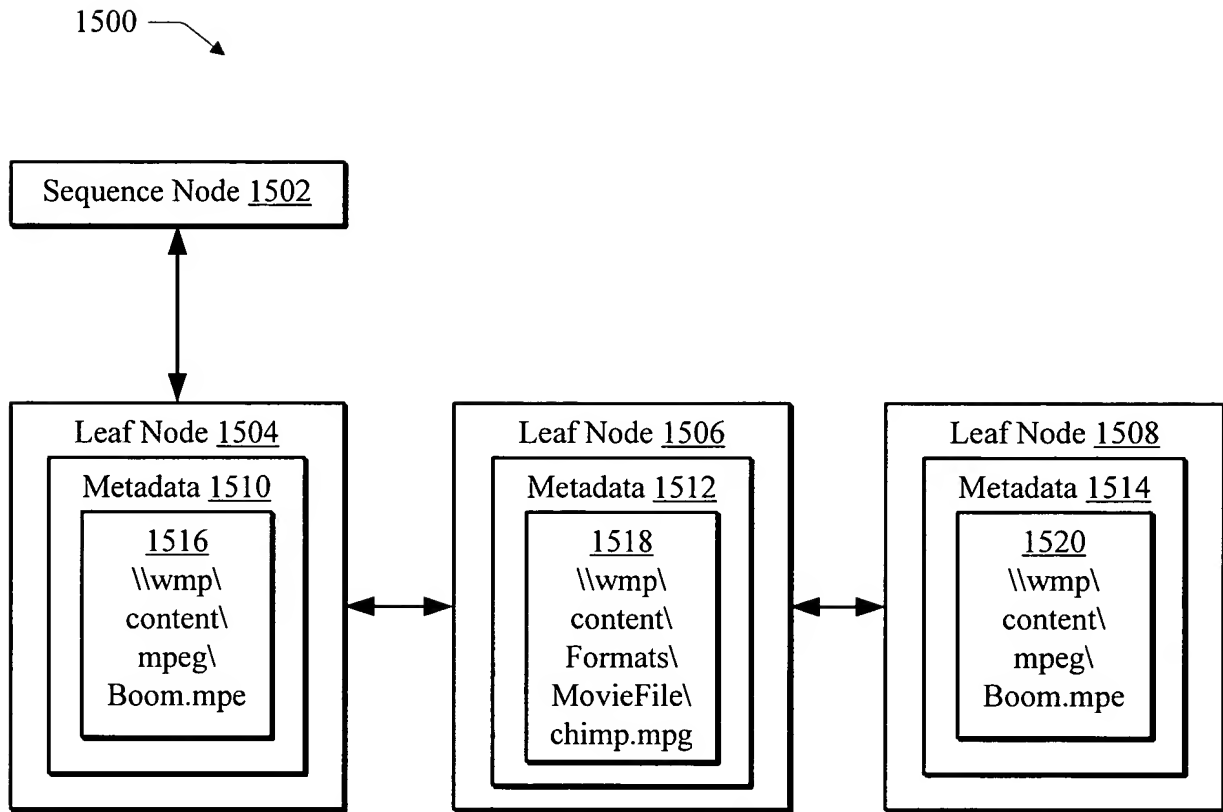 1500
Sequence Node 1502
Leaf Node 1504
Metadata 1510
1516
\\wmp\
content\
mpeg\
Boom.mpe
Leaf Node 1506
Metadata 1512
1518
\\wmp\
content\
Formats\
MovieFile\
chimp.mpg
Leaf Node 1508
Metadata 1514
1520
\\wmp\
content\
mpeg\
Boom.mpe